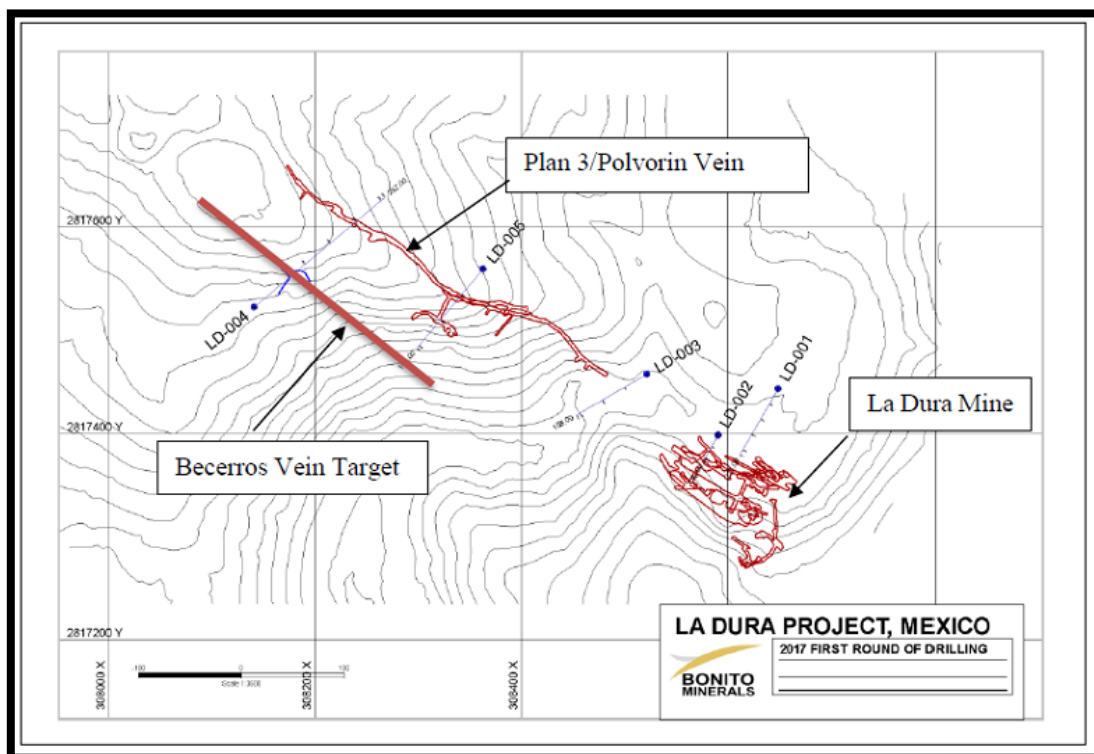 Plan 3/Polvorin Vein
2817600 Y
LD-005
LD-004
LD-003
LD-001
LD-002
La Dura Mine
2817400 Y
Becerros Vein Target
2817200 Y
LA DURA PROJECT, MEXICO
2017 FIRST ROUND OF DRILLING
BONITO
MINERALS
-100 0 100
308000 X
308200 X
308400 X